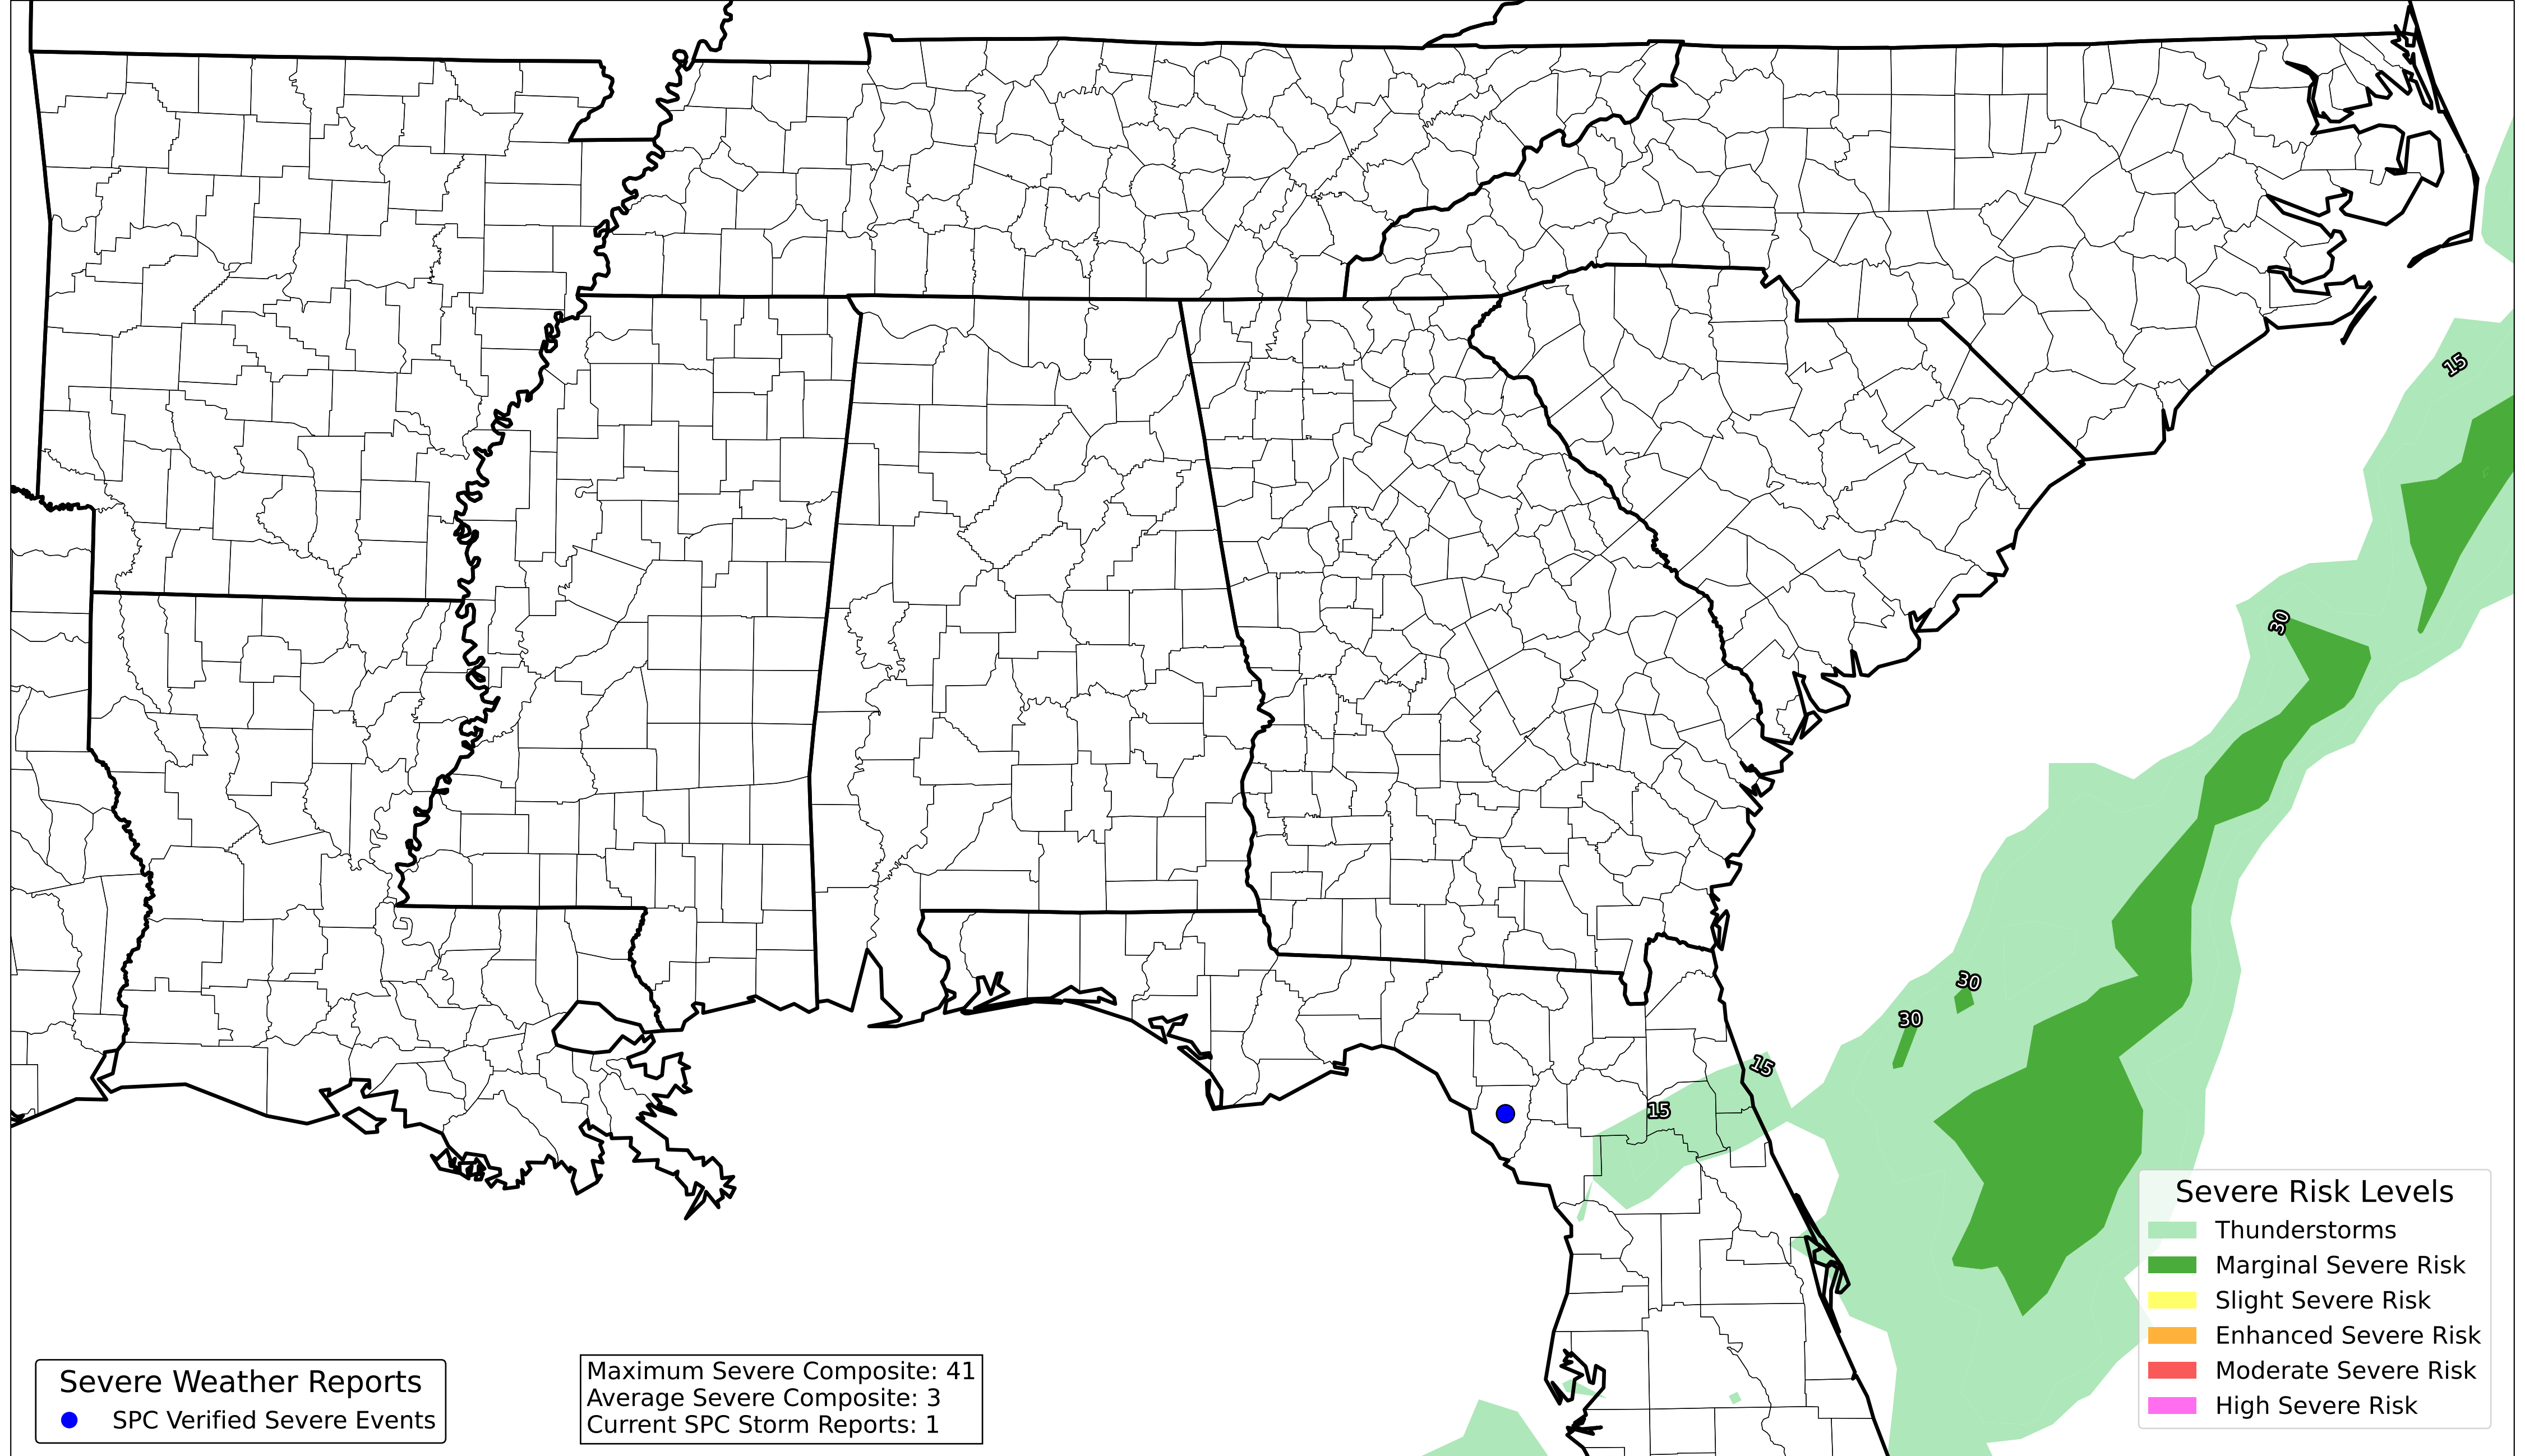 15
30
30
30
15
15
Severe Risk Levels
Thunderstorms
Marginal Severe Risk
Slight Severe Risk
Enhanced Severe Risk
Moderate Severe Risk
High Severe Risk
Severe Weather Reports
SPC Verified Severe Events
Maximum Severe Composite: 41
Average Severe Composite: 3
Current SPC Storm Reports: 1